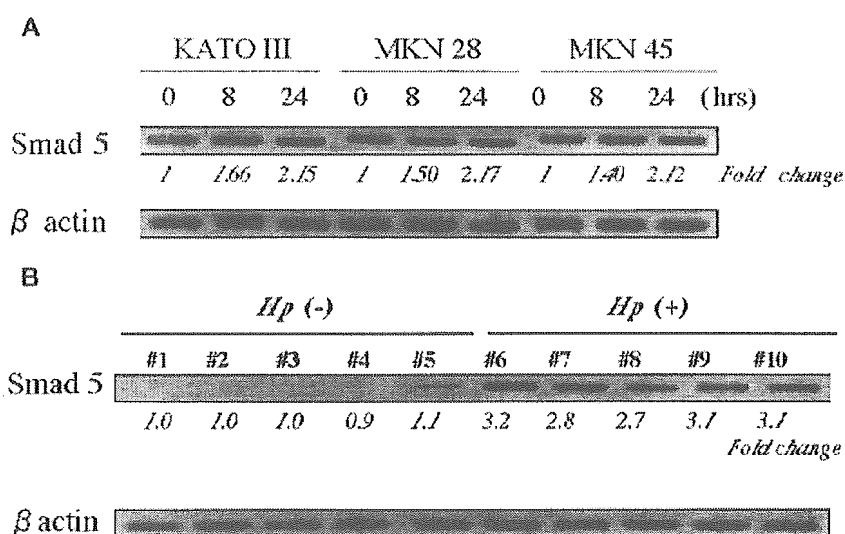 A
KATO III MKN 28 MKN 45
0 8 24 0 8 24 0 8 24 (hrs)
Smad 5
1 1.66 2.15 1 1.50 2.17 1 1.40 2.12 Fold change
β actin
B
Hp (-) Hp (+)
#1 #2 #3 #4 #5 #6 #7 #8 #9 #10
Smad 5
1.0 1.0 1.0 0.9 1.1 3.2 2.8 2.7 3.1 3.1
Fold change
β actin